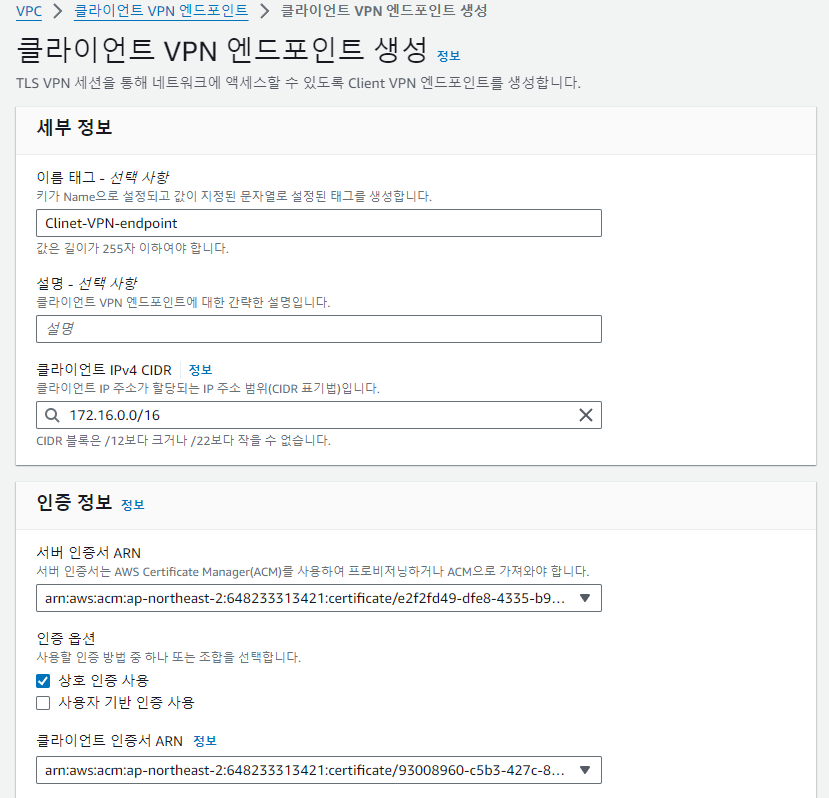 VPC > 클라이언트 VPN 엔드포인트 > 클라이언트 VPN 엔드포인트 생성
클라이언트 VPN 엔드포인트 생성 정보
TLS VPN 세션을 통해 네트워크에 액세스할 수 있도록 Client VPN 엔드포인트를 생성합니다.
세부 정보
이름 태그 - 선택 사항
키가 Name으로 설정되고 값이 지정된 문자열로 설정된 태그를 생성합니다.
Clinet-VPN-endpoint
값은 길이가 255자 이하여야 합니다.
설명 - 선택 사항
클라이언트 VPN 엔드포인트에 대한 간략한 설명입니다.
설명
클라이언트 IPv4 CIDR 정보
클라이언트 IP 주소가 할당되는 IP 주소 범위(CIDR 표기법)입니다.
172.16.0.0/16
CIDR 블록은 /12보다 크거나 /22보다 작을 수 없습니다.
인증 정보 정보
서버 인증서 ARN
서버 인증서는 AWS Certificate Manager(ACM)를 사용하여 프로비저닝하거나 ACM으로 가져와야 합니다.
arn:aws:acm:ap-northeast-2:648233313421:certificate/e2f2fd49-dfe8-4335-b9...
인증 옵션
사용할 인증 방법 중 하나 또는 조합을 선택합니다.
상호 인증 사용
사용자 기반 인증 사용
클라이언트 인증서 ARN 정보
arn:aws:acm:ap-northeast-2:648233313421:certificate/93008960-c5b3-427c-8...